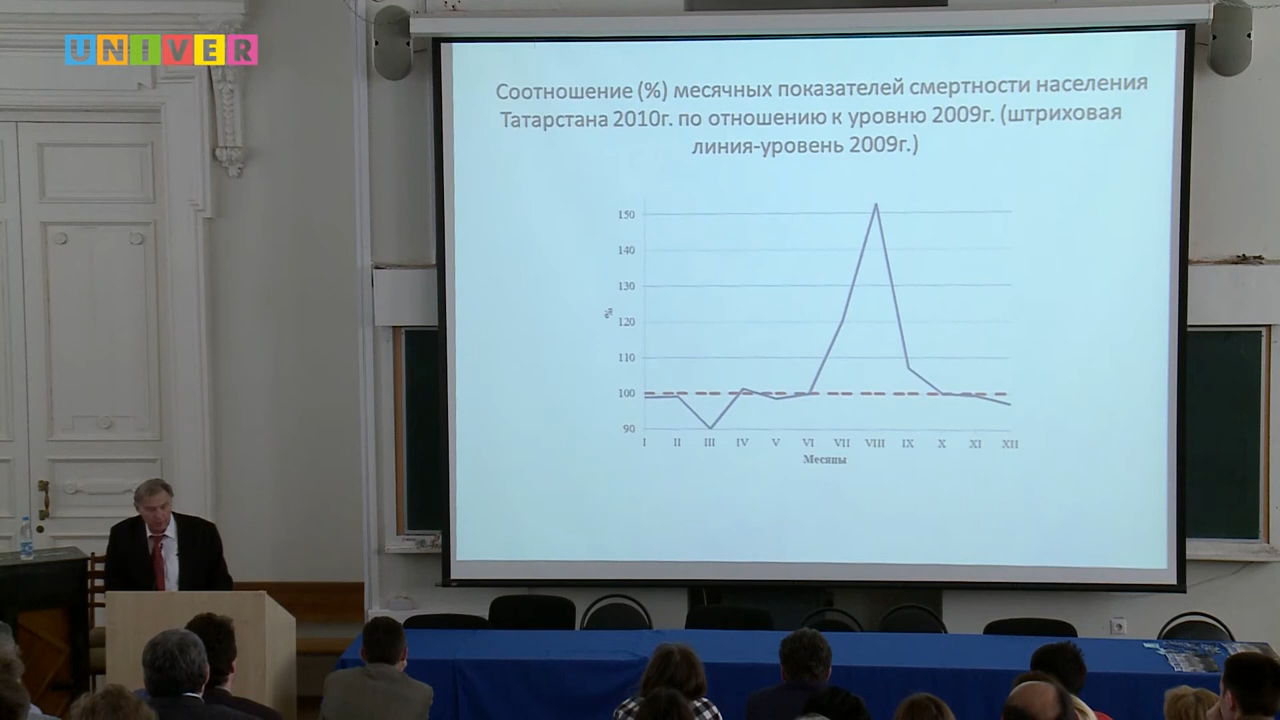 UNIVER
Соотношение (%) месячных показателей смертности населения
Татарстана 2010г. по отношению к уровню 2009г. (штриховая
линия-уровень 2009г.)
150
140
130
%
120
110
100
90
I II III IV V VI VII VIII IX X XI XII
Месяцы